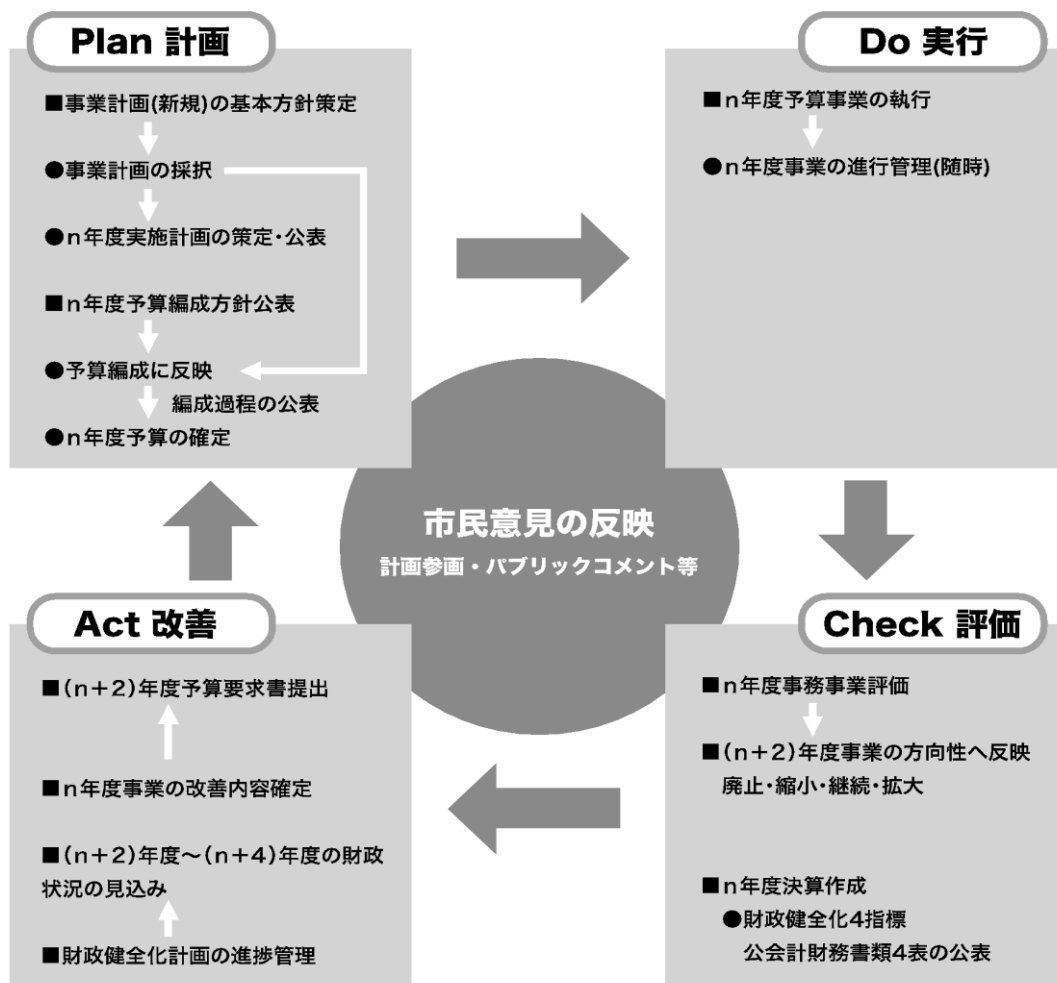 Plan 計画
■事業計画(新規)の基本方針策定
●事業計画の採択
●n年度実施計画の策定・公表
■n年度予算編成方針公表
●予算編成に反映
編成過程の公表
●n年度予算の確定
Do 実行
■n年度予算事業の執行
●n年度事業の進行管理(随時)
市民意見の反映
計画参画・パブリックコメント等
Act 改善
■(n+2)年度予算要求書提出
■n年度事業の改善内容確定
■(n+2)年度〜(n+4)年度の財政
状況の見込み
■財政健全化計画の進捗管理
Check 評価
■n年度事務事業評価
■(n+2)年度事業の方向性へ反映
廃止・縮小・継続・拡大
■n年度決算作成
●財政健全化4指標
公会計財務書類4表の公表